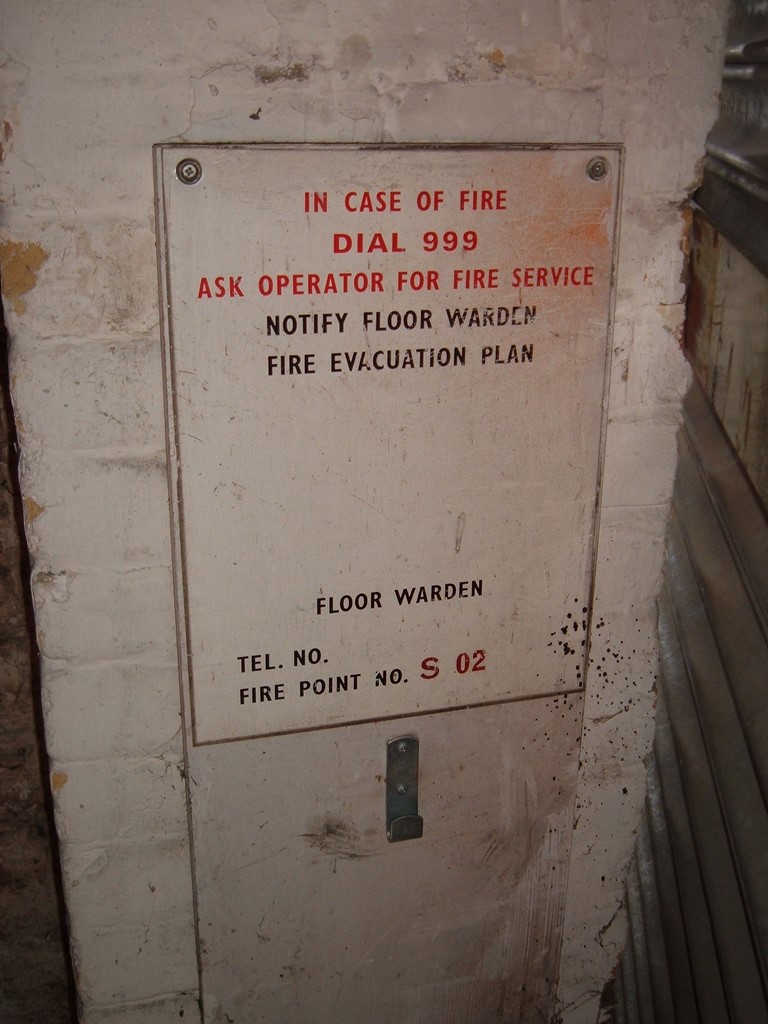 IN CASE OF FIRE
DIAL 999
ASK OPERATOR FOR FIRE SERVICE
NOTIFY FLOOR WARDEN
FIRE EVACUATION PLAN
FLOOR WARDEN
TEL. NO.
FIRE POINT NO. S 02